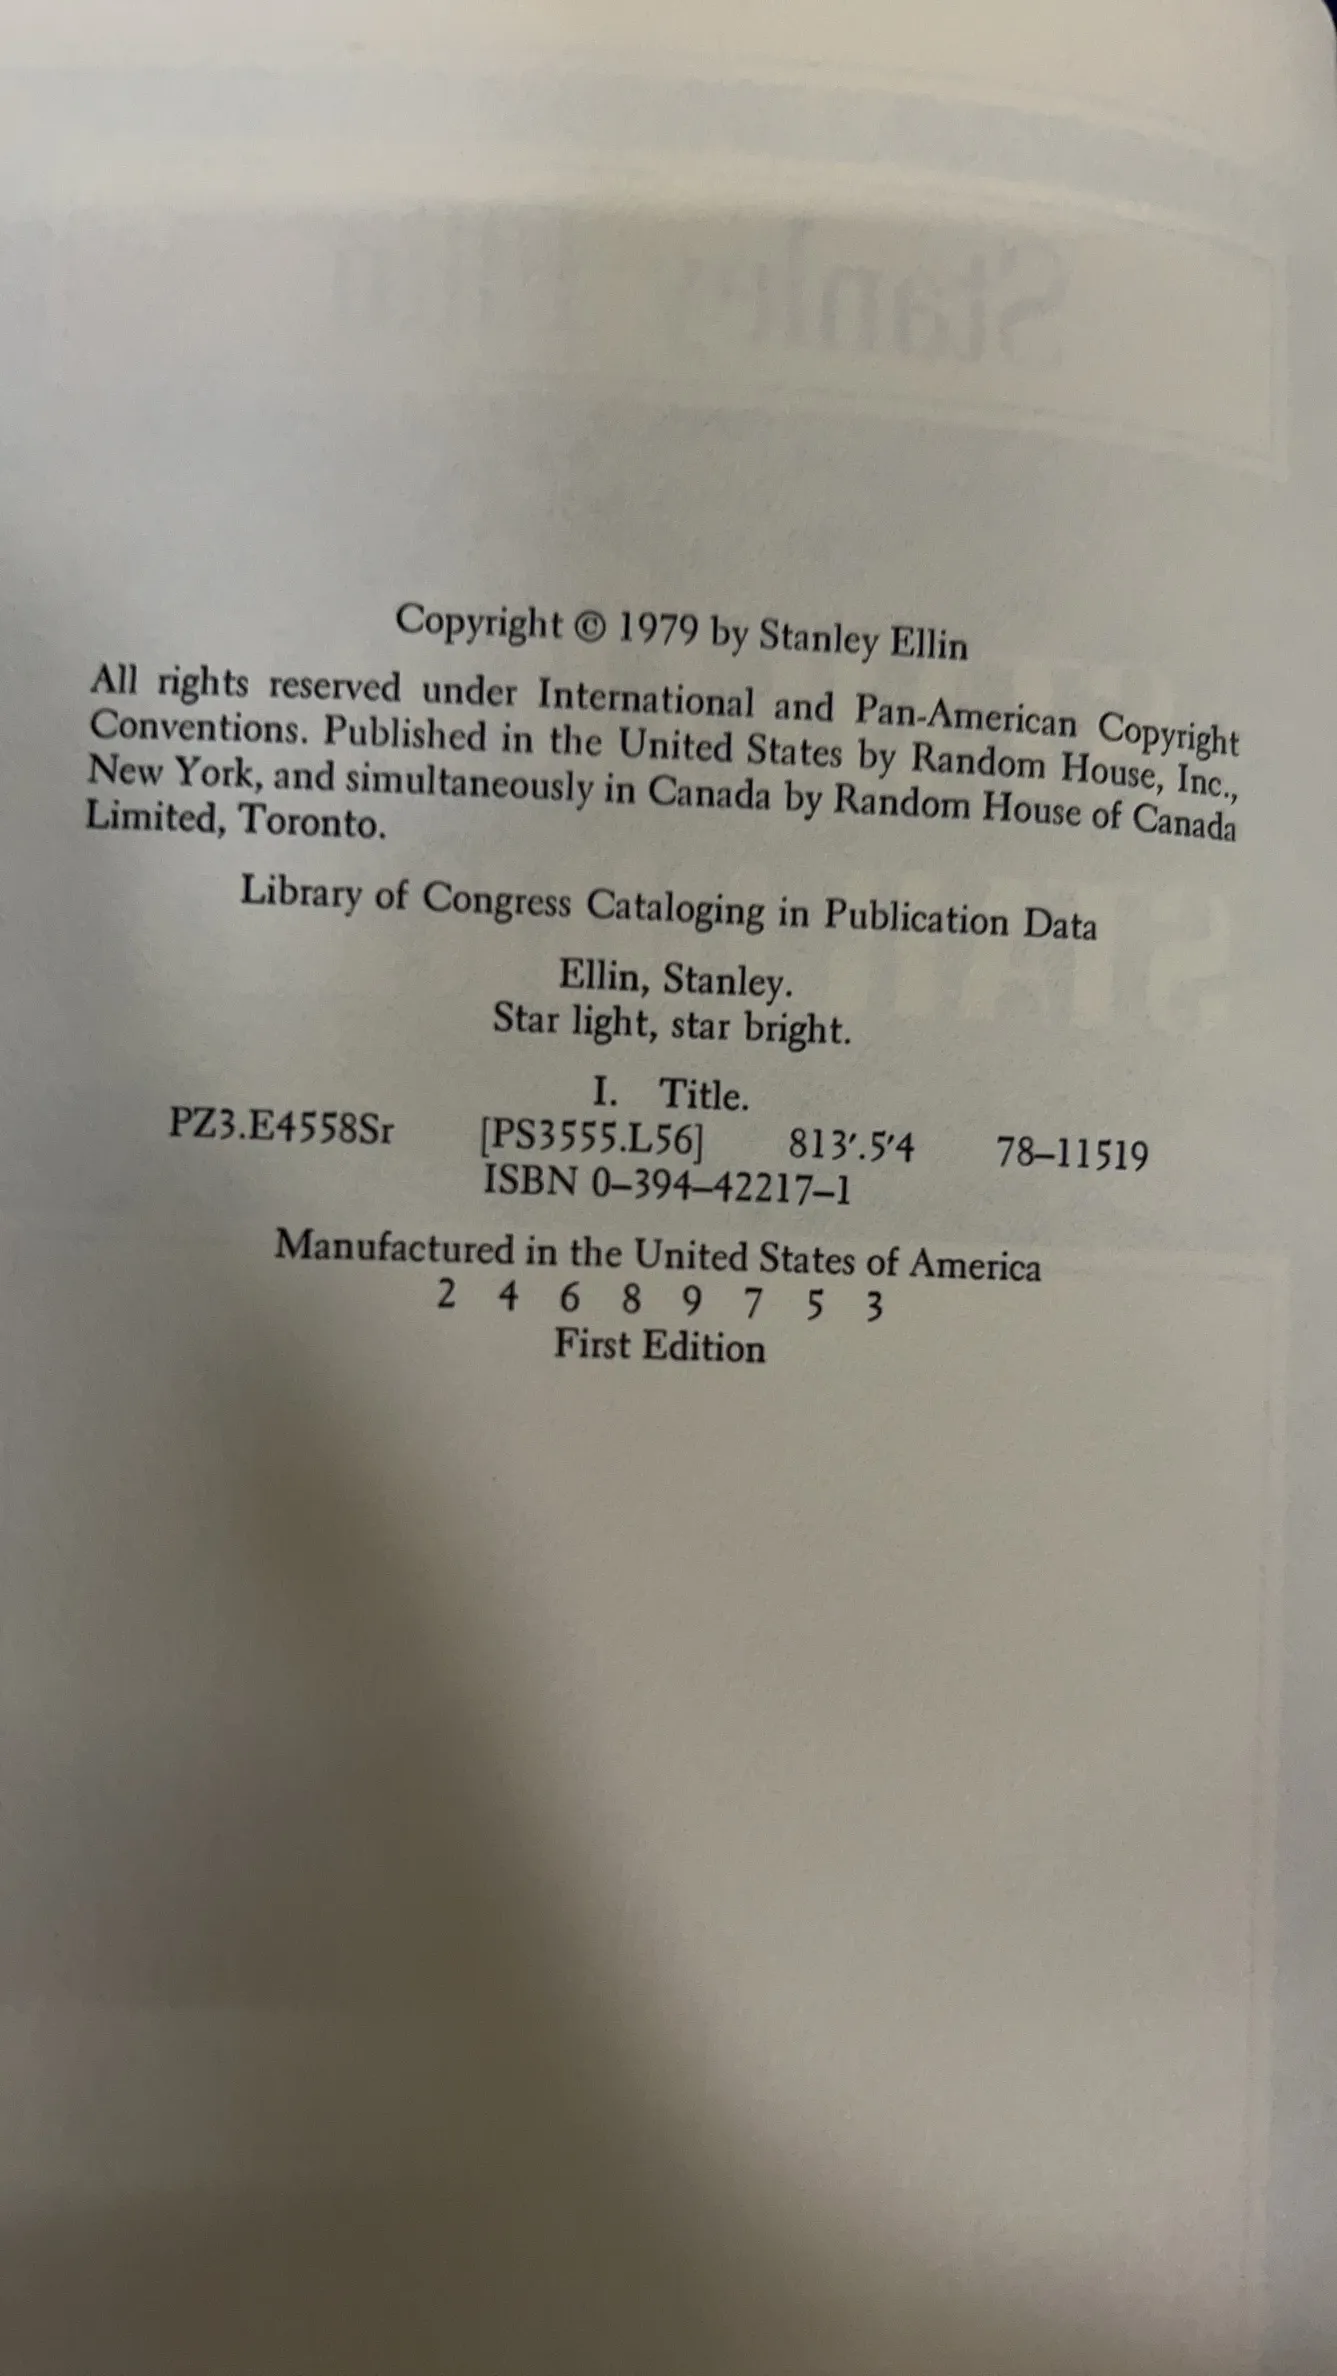 Copyright © 1979 by Stanley Ellin
All rights reserved under International and Pan-American Copyright
Conventions. Published in the United States by Random House, Inc.,
New York, and simultaneously in Canada by Random House of Canada
Limited, Toronto.
Library of Congress Cataloging in Publication Data
Ellin, Stanley.
Star light, star bright.
I. Title.
PZ3.E4558Sr [PS3555.L56] 813'.5'4 78–11519
ISBN 0–394–42217–1
Manufactured in the United States of America
2 4 6 8 9 7 5 3
First Edition